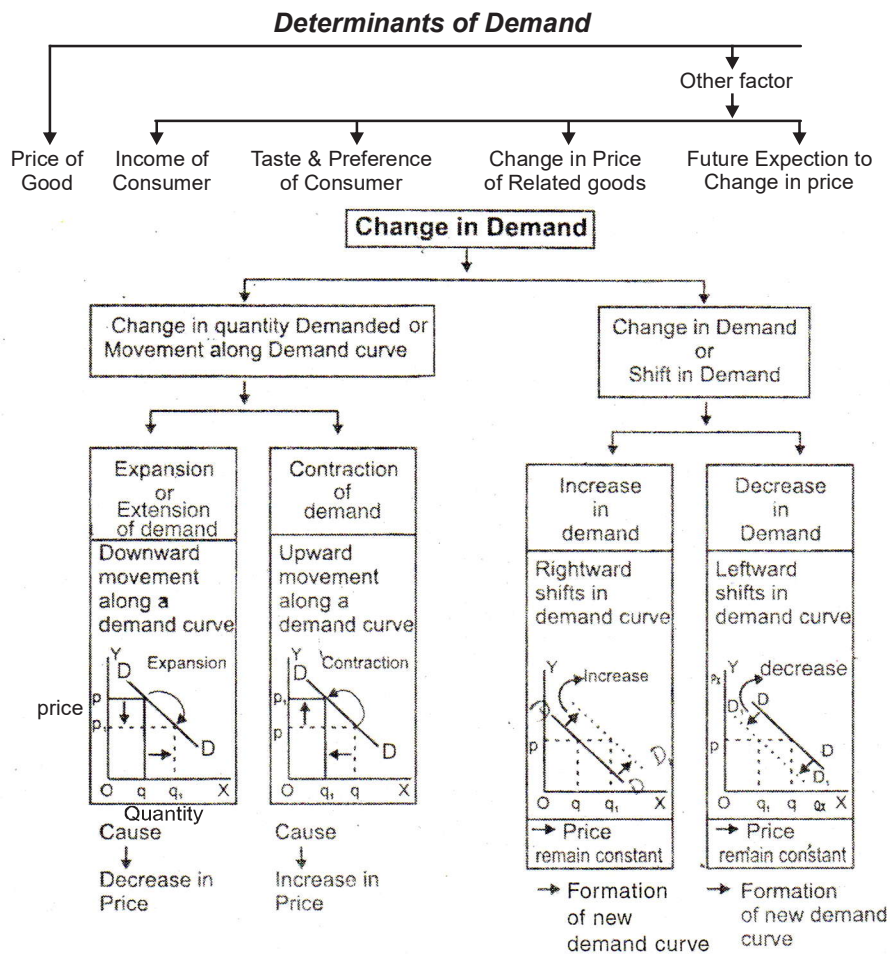 Determinants of Demand
Other factor
Price of
Good
Income of
Consumer
Taste & Preference
of Consumer
Change in Price
of Related goods
Future Expection to
Change in price
Change in Demand
Change in quantity Demanded or
Movement along Demand curve
Change in Demand
or
Shift in Demand
Expansion
or
Extension
of demand
Contraction
of
demand
Increase
in
demand
Decrease
in
Demand
Downward
movement
along a
demand curve
Upward
movement
along a
demand curve
Rightward
shifts in
demand curve
Leftward
shifts in
demand curve
Y
D
Expansion
price
p
p₁
D
O q q₁ X
Quantity
Y
D
Contraction
p₁
p
D
O q₁ q X
Y
Increase
D
p
D
D₁
O q q₁ X
Y
Pₓ
decrease
D₁
D
p
D
D₁
O q₁ q Qₓ X
Cause
Decrease in
Price
Cause
Increase in
Price
Price
remain constant
Formation
of new
demand curve
Price
remain constant
Formation
of new demand
curve